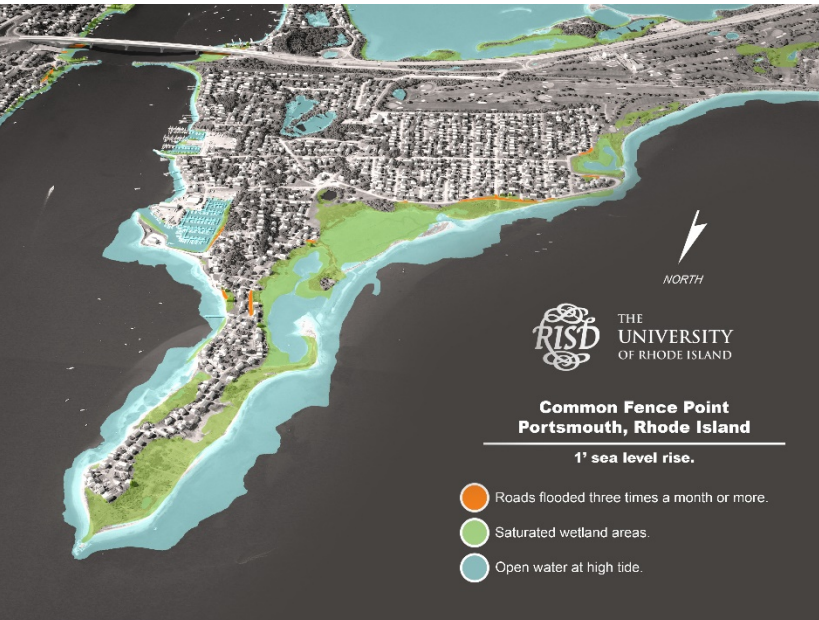 NORTH
RISD
THE
UNIVERSITY
OF RHODE ISLAND
Common Fence Point
Portsmouth, Rhode Island
1' sea level rise.
Roads flooded three times a month or more.
Saturated wetland areas.
Open water at high tide.